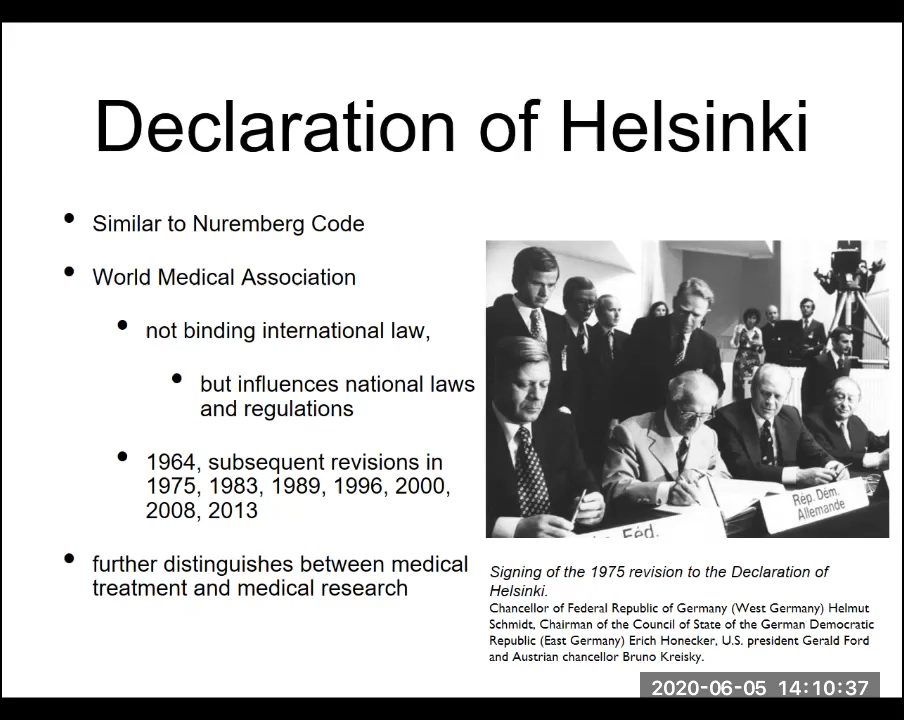 Declaration of Helsinki
Similar to Nuremberg Code
World Medical Association
not binding international law,
but influences national laws
and regulations
1964, subsequent revisions in
1975, 1983, 1989, 1996, 2000,
2008, 2013
further distinguishes between medical
treatment and medical research
Féd.
Rép. Dém.
Allemande
Signing of the 1975 revision to the Declaration of
Helsinki.
Chancellor of Federal Republic of Germany (West Germany) Helmut
Schmidt, Chairman of the Council of State of the German Democratic
Republic (East Germany) Erich Honecker, U.S. president Gerald Ford
and Austrian chancellor Bruno Kreisky.
2020-06-05 14:10:37